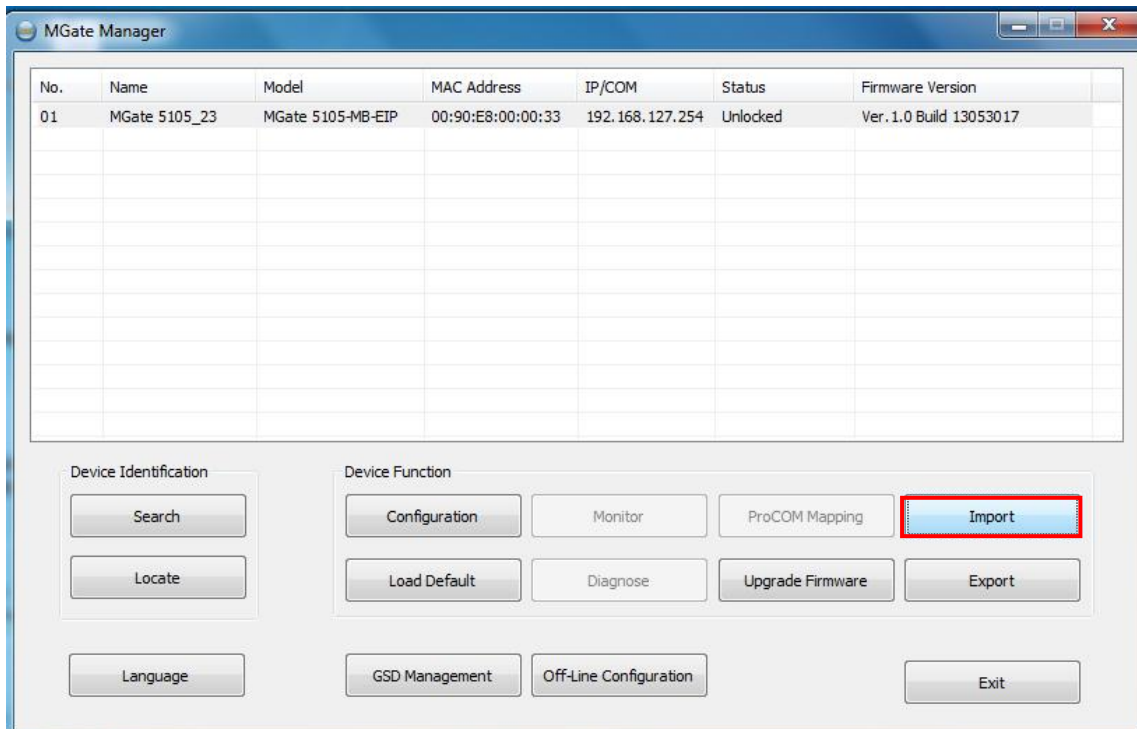 MGate Manager
No. Name Model MAC Address IP/COM Status Firmware Version
01 MGate 5105_23 MGate 5105-MB-EIP 00:90:E8:00:00:33 192.168.127.254 Unlocked Ver.1.0 Build 13053017
Device Identification Device Function
Search Configuration Monitor ProCOM Mapping Import
Locate Load Default Diagnose Upgrade Firmware Export
Language GSD Management Off-Line Configuration Exit